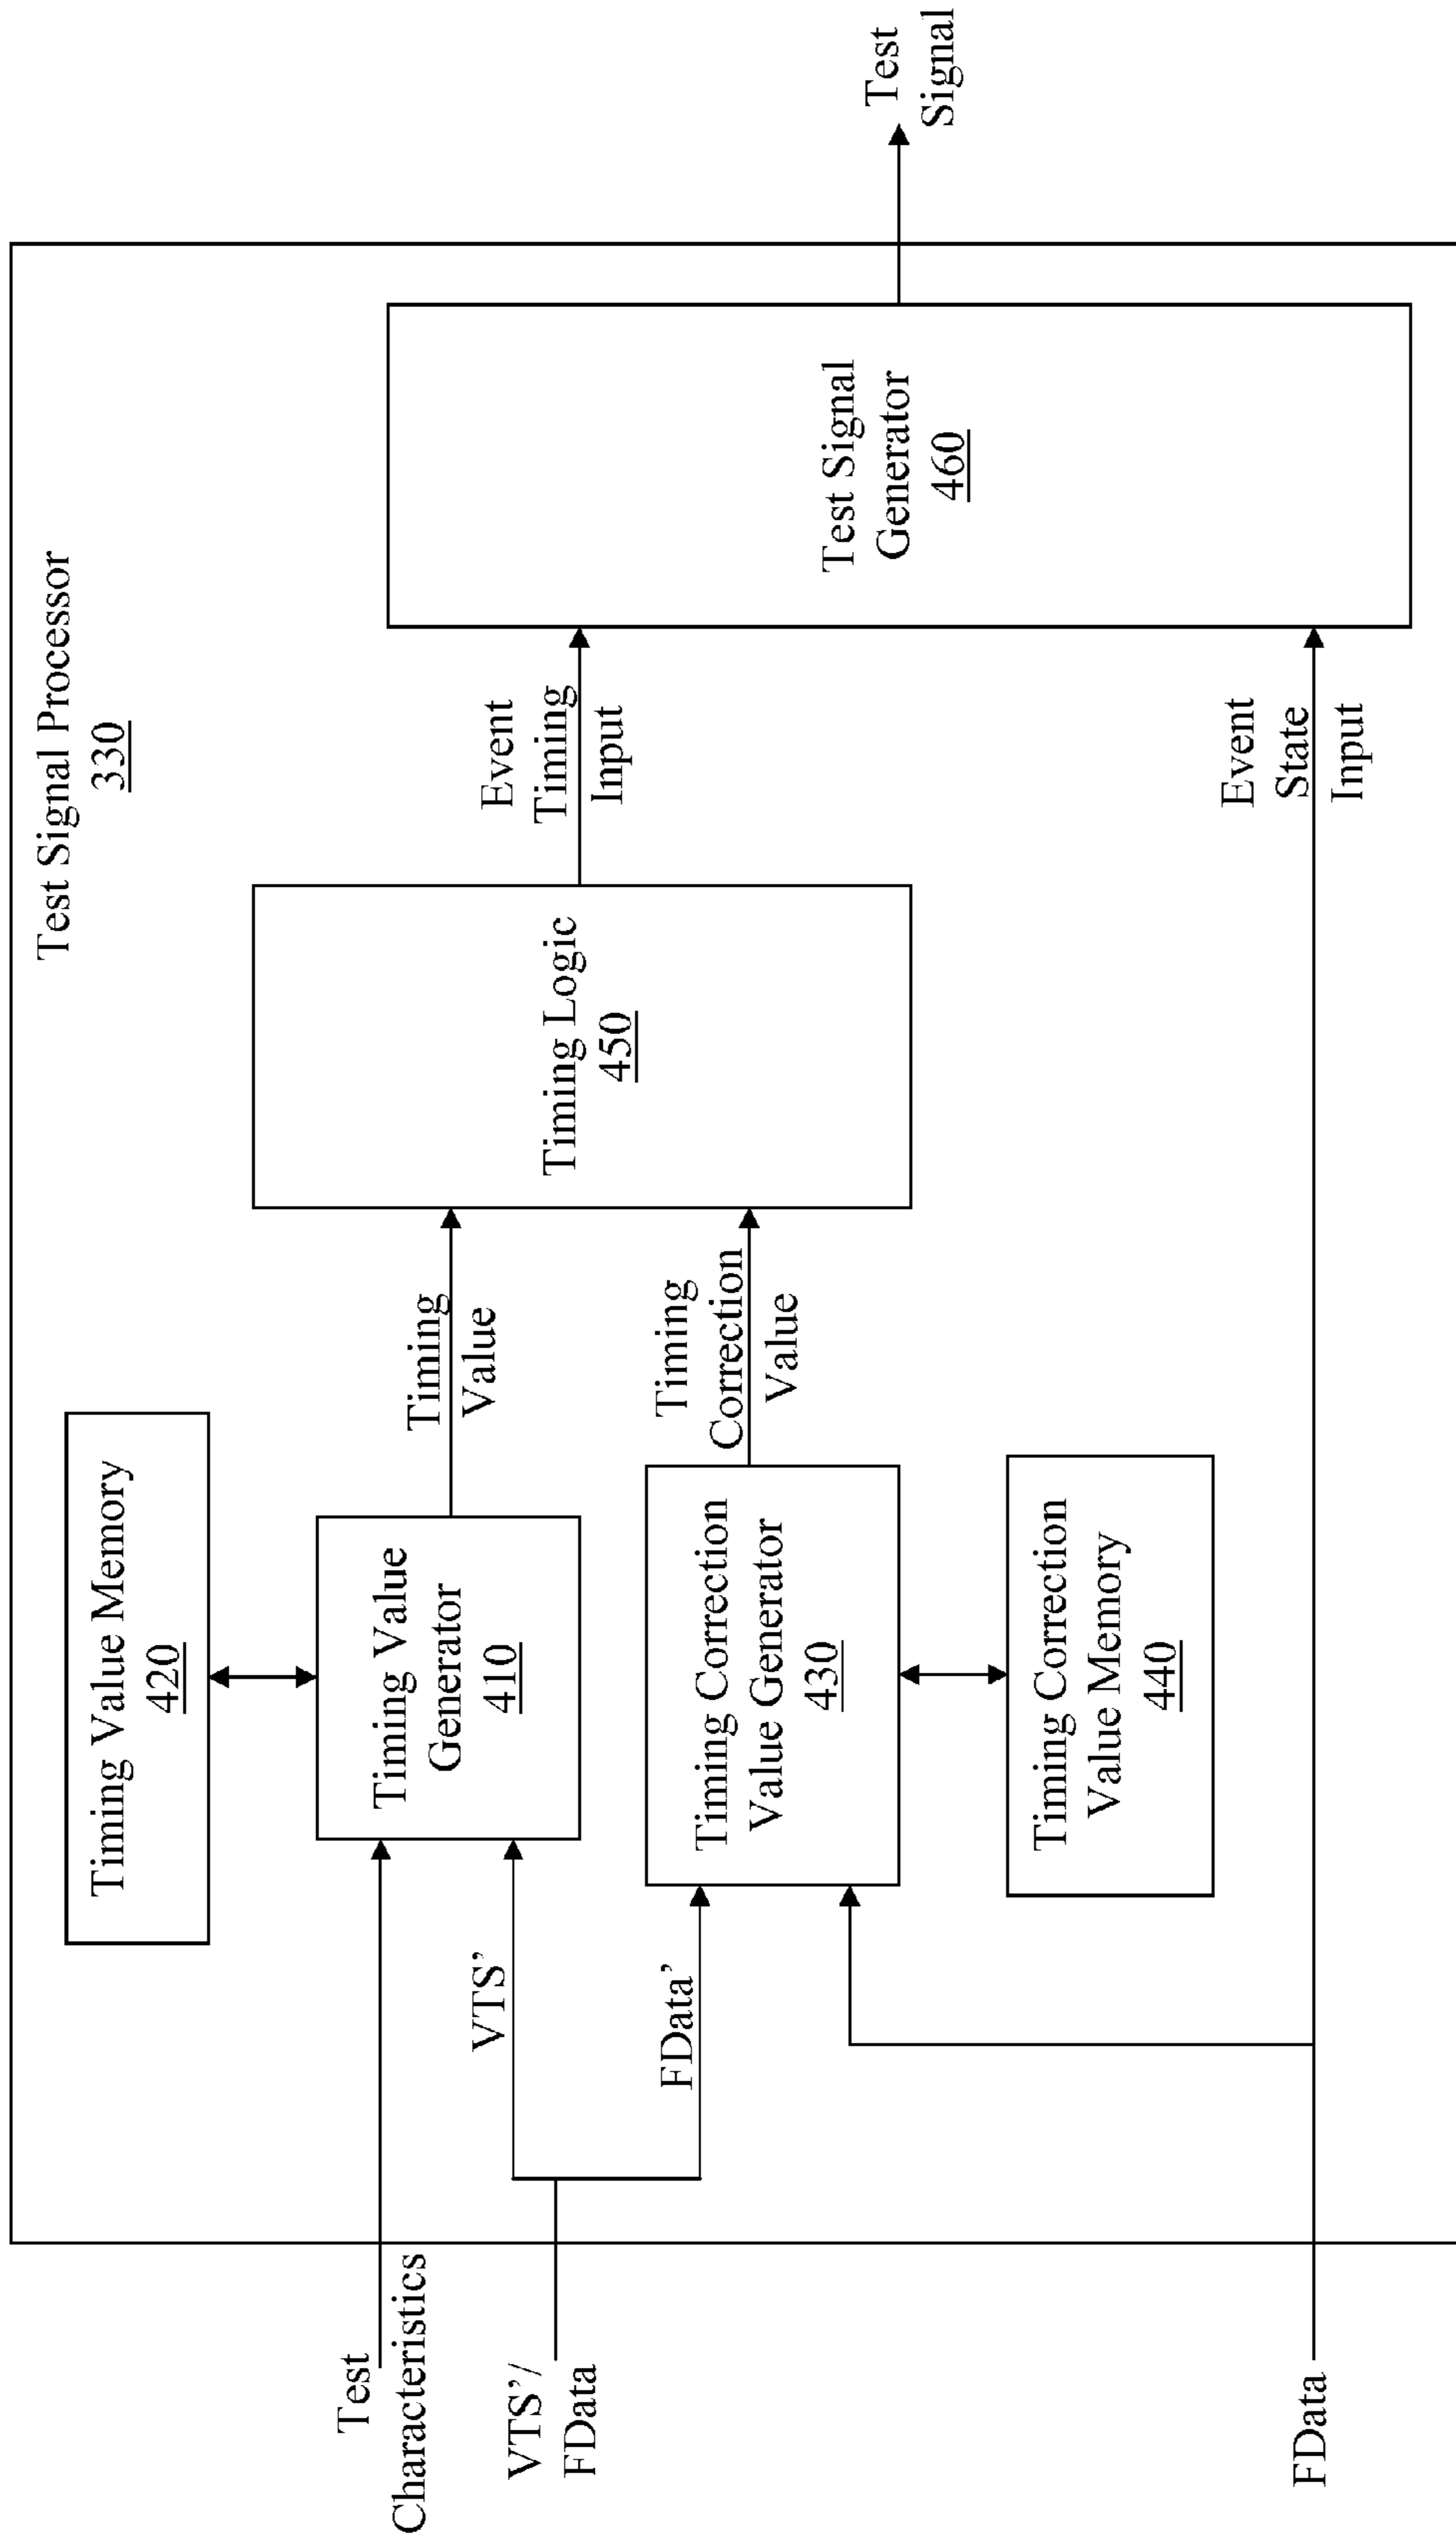 Test Signal Processor
330
Timing Value Memory
420
Test
Characteristics
VTS’/
FData
VTS’
FData’
Timing Value
Generator
410
Timing
Value
Timing Correction
Value Generator
430
Timing
Correction
Value
Timing Correction
Value Memory
440
Timing Logic
450
Event
Timing
Input
Test Signal
Generator
460
Test
Signal
FData
Event
State
Input